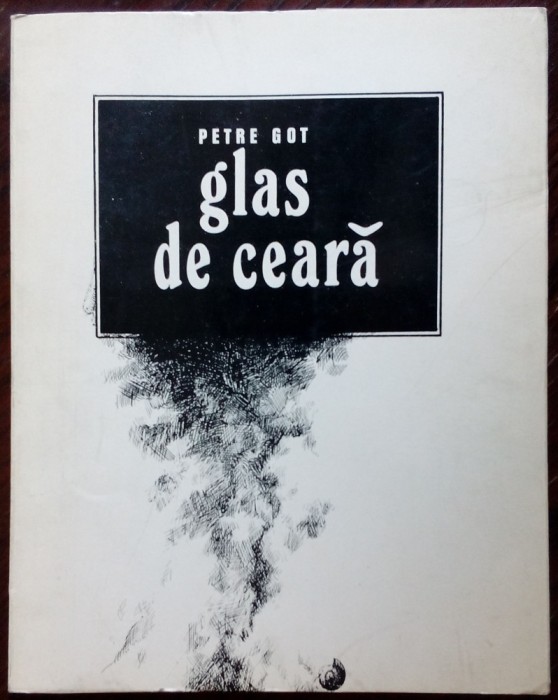 PETRE GOT
glas
de ceară